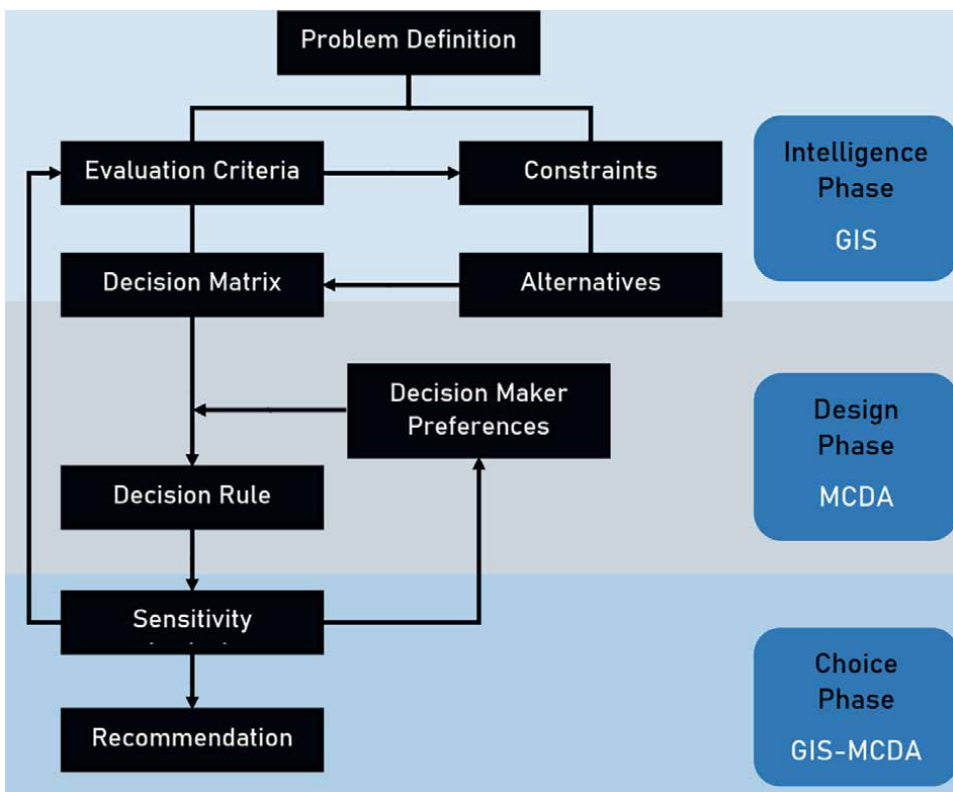 Problem Definition
Evaluation Criteria
Constraints
Intelligence
Phase
GIS
Decision Matrix
Alternatives
Decision Maker
Preferences
Design
Phase
MCDA
Decision Rule
Sensitivity
Choice
Phase
GIS-MCDA
Recommendation